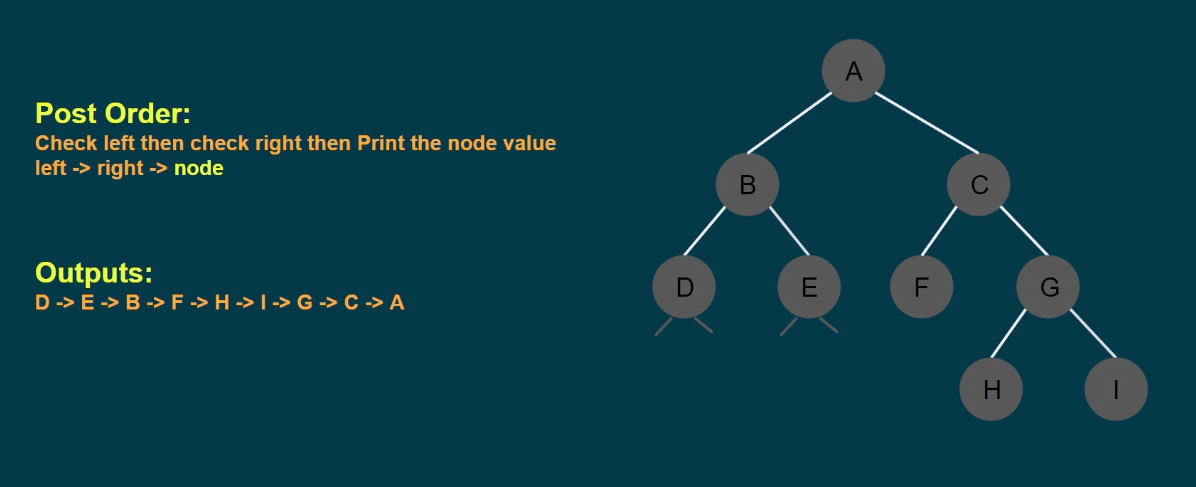 Post Order:
Check left then check right then Print the node value
left -> right -> node
Outputs:
D -> E -> B -> F -> H -> I -> G -> C -> A
A
B
C
D
E
F
G
H
I